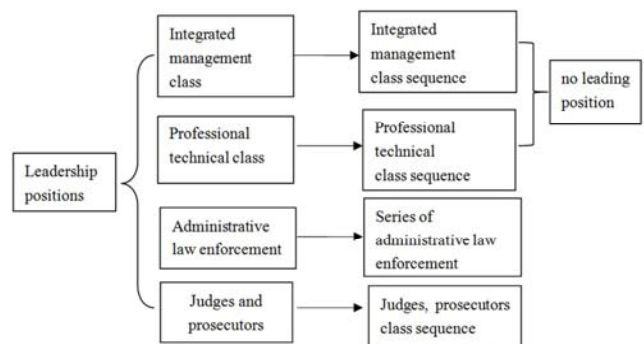 Leadership
positions
Integrated
management
class
Integrated
management
class sequence
Professional
technical class
Professional
technical
class sequence
no leading
position
Administrative
law enforcement
Series of
administrative law
enforcement
Judges and
prosecutors
Judges, prosecutors
class sequence